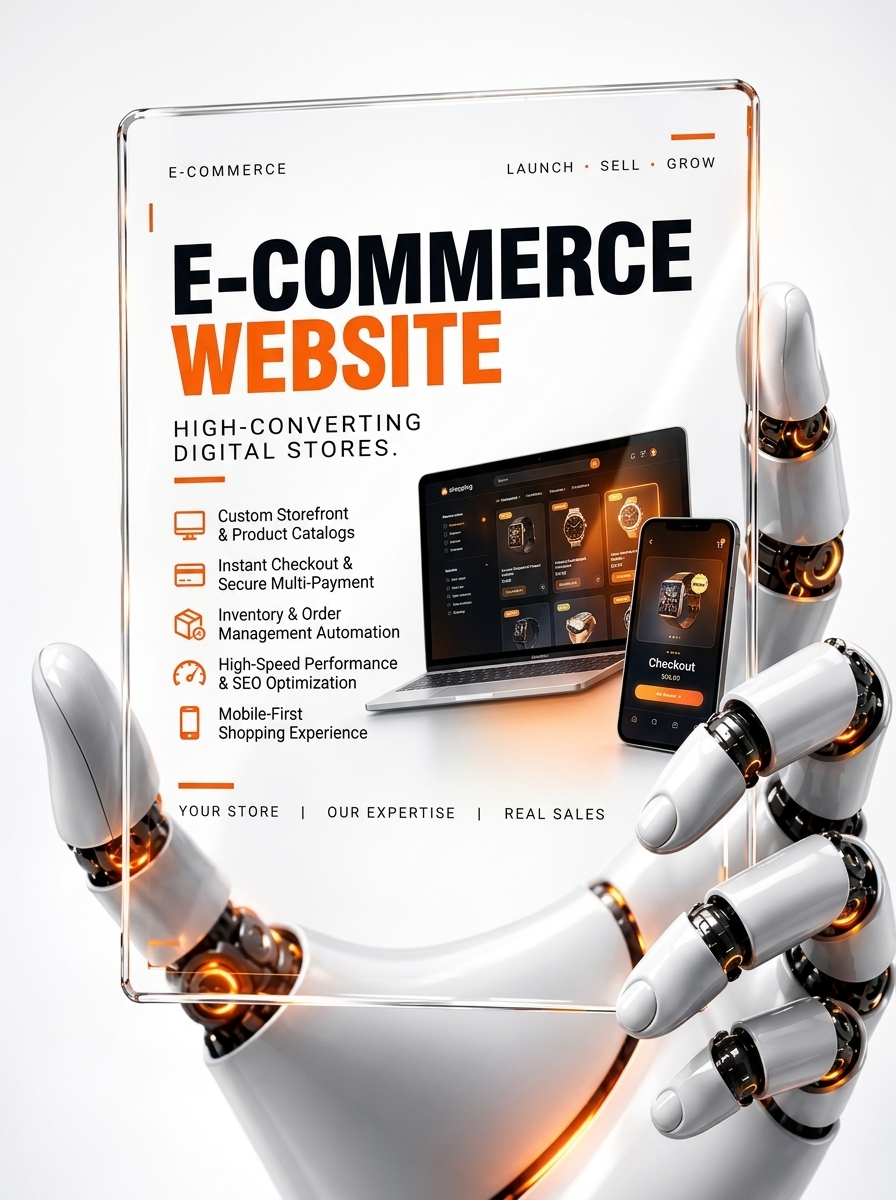 E-COMMERCE
LAUNCH • SELL • GROW
E-COMMERCE
WEBSITE
HIGH-CONVERTING
DIGITAL STORES.
Custom Storefront
& Product Catalogs
Instant Checkout &
Secure Multi-Payment
Inventory & Order
Management Automation
High-Speed Performance
& SEO Optimization
Mobile-First
Shopping Experience
Checkout
YOUR STORE | OUR EXPERTISE | REAL SALES